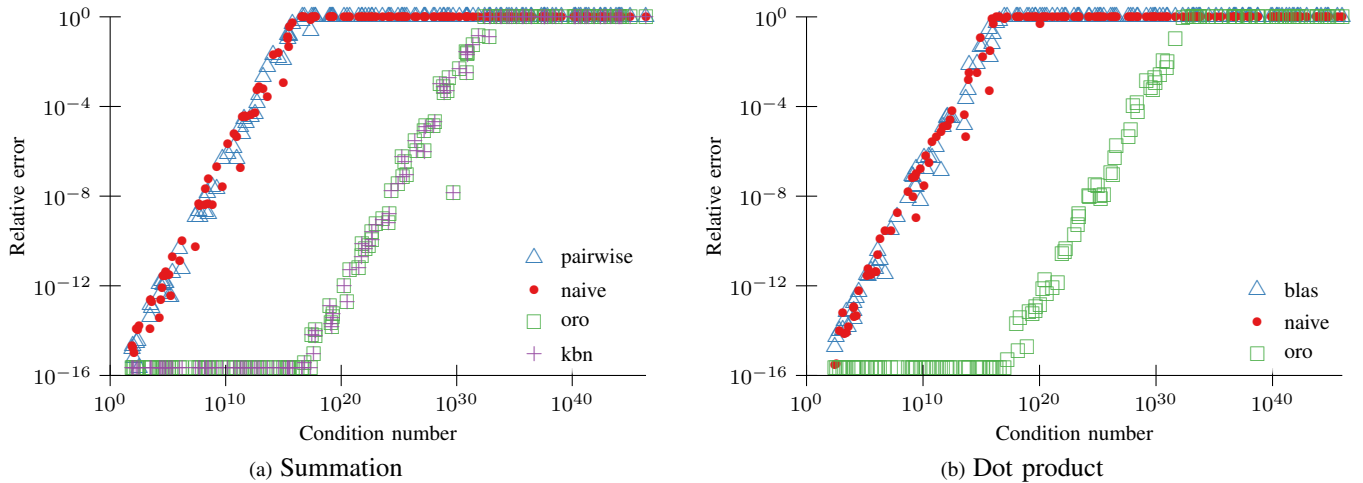 Relative error
10^0
10^−4
10^−8
10^−12
10^−16
10^0
10^10
10^20
10^30
10^40
Condition number
pairwise
naive
oro
kbn
(a) Summation
Relative error
10^0
10^−4
10^−8
10^−12
10^−16
10^0
10^10
10^20
10^30
10^40
Condition number
blas
naive
oro
(b) Dot product